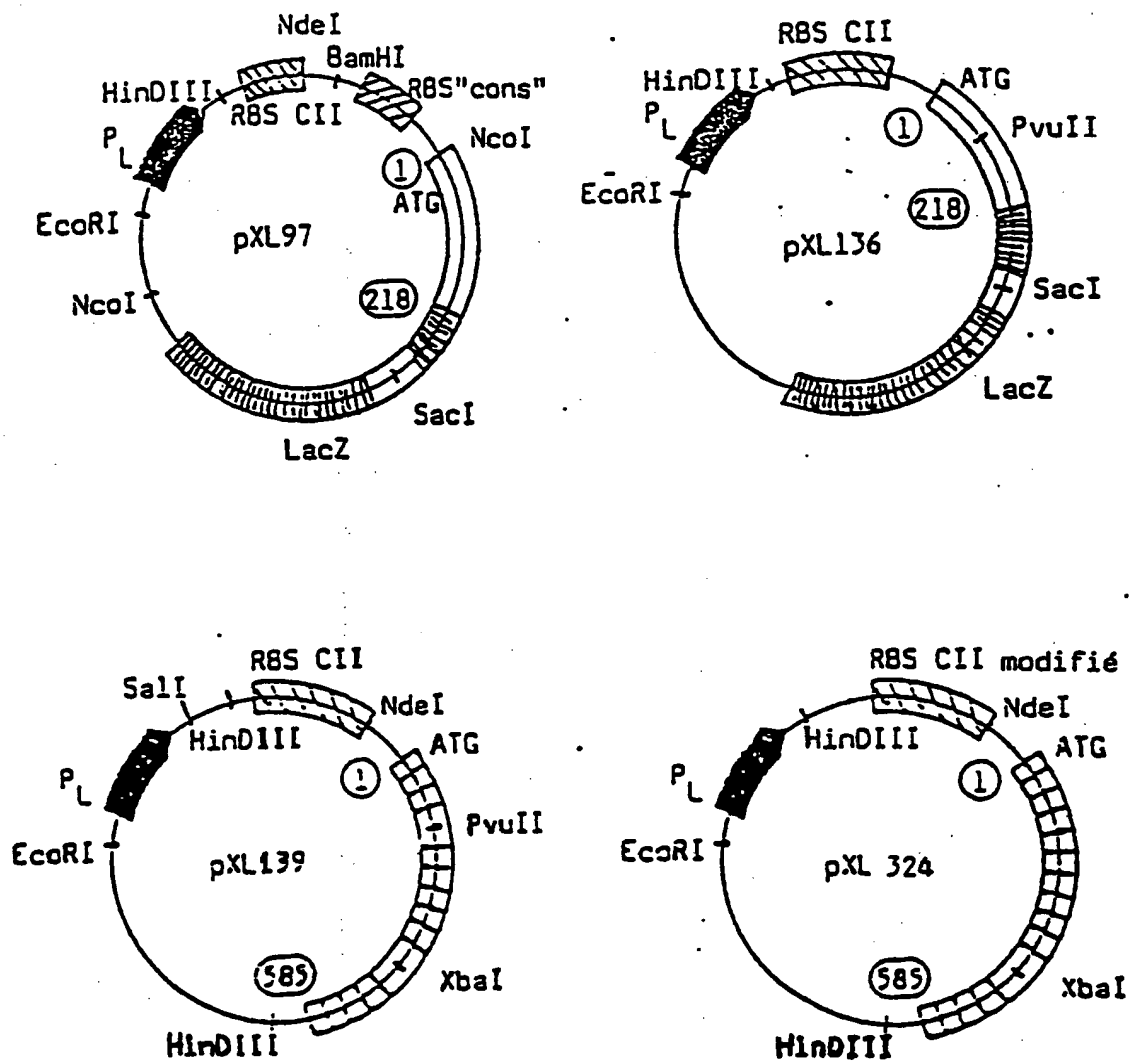 NdeI
BamHI
HinDIII
RBS CII
RBS"cons"
P
L
NcoI
1
ATG
EcoRI
pXL97
NcoI
218
SacI
LacZ
RBS CII
HinDIII
ATG
P
L
1
PvuII
EcoRI
218
pXL136
SacI
LacZ
RBS CII
SalI
NdeI
HinDIII
ATG
P
L
1
PvuII
EcoRI
pXL139
585
XbaI
HinDIII
RBS CII modifié
NdeI
HinDIII
ATG
P
L
1
EcoRI
pXL 324
585
XbaI
HinDIII